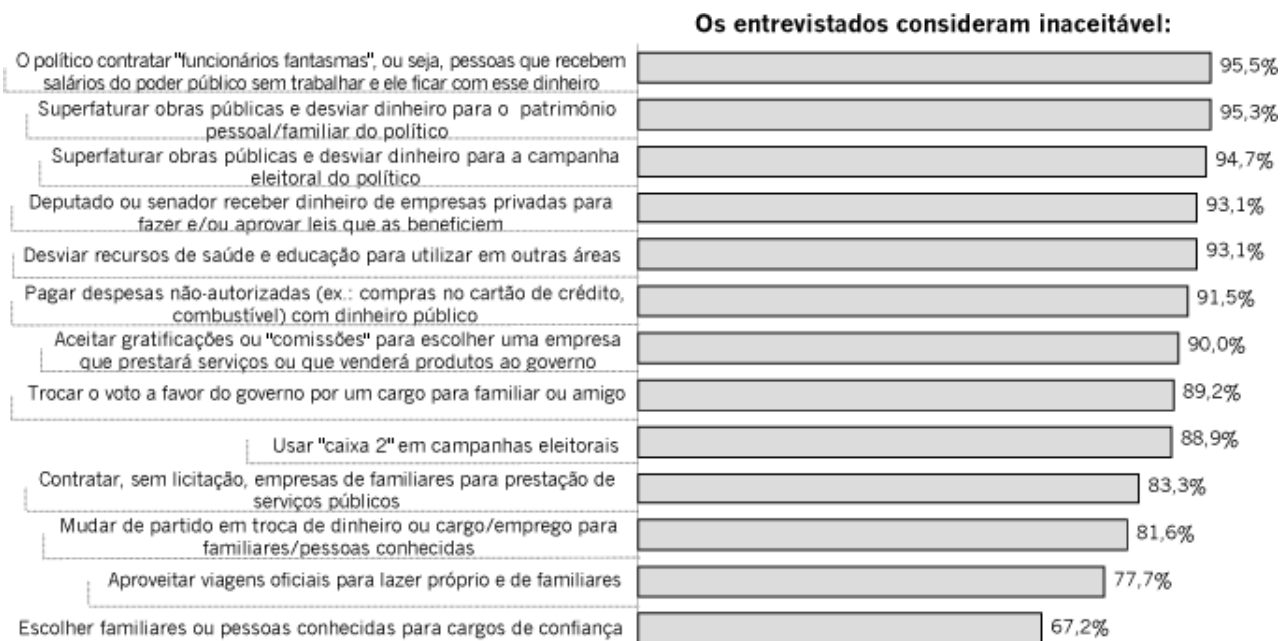 Os entrevistados consideram inaceitável:
O político contratar "funcionários fantasmas", ou seja, pessoas que recebem
salários do poder público sem trabalhar e ele ficar com esse dinheiro
95,5%
Superfaturar obras públicas e desviar dinheiro para o patrimônio
pessoal/familiar do político
95,3%
Superfaturar obras públicas e desviar dinheiro para a campanha
eleitoral do político
94,7%
Deputado ou senador receber dinheiro de empresas privadas para
fazer e/ou aprovar leis que as beneficiem
93,1%
Desviar recursos de saúde e educação para utilizar em outras áreas
93,1%
Pagar despesas não-autorizadas (ex.: compras no cartão de crédito,
combustível) com dinheiro público
91,5%
Aceitar gratificações ou "comissões" para escolher uma empresa
que prestará serviços ou que venderá produtos ao governo
90,0%
Trocar o voto a favor do governo por um cargo para familiar ou amigo
89,2%
Usar "caixa 2" em campanhas eleitorais
88,9%
Contratar, sem licitação, empresas de familiares para prestação de
serviços públicos
83,3%
Mudar de partido em troca de dinheiro ou cargo/emprego para
familiares/pessoas conhecidas
81,6%
Aproveitar viagens oficiais para lazer próprio e de familiares
77,7%
Escolher familiares ou pessoas conhecidas para cargos de confiança
67,2%